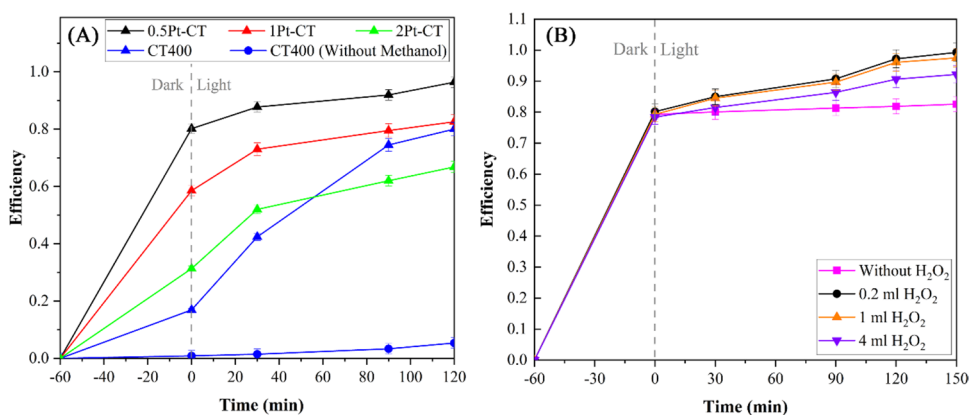 (A)
0.5Pt-CT 1Pt-CT 2Pt-CT
CT400 CT400 (Without Methanol)
Dark Light
1.0
0.8
0.6
0.4
0.2
0.0
Efficiency
-60 -40 -20 0 20 40 60 80 100 120
Time (min)
(B)
Dark Light
1.1
1.0
0.9
0.8
0.7
0.6
0.5
0.4
0.3
0.2
0.1
0.0
Efficiency
Without H₂O₂
0.2 ml H₂O₂
1 ml H₂O₂
4 ml H₂O₂
-60 -30 0 30 60 90 120 150
Time (min)